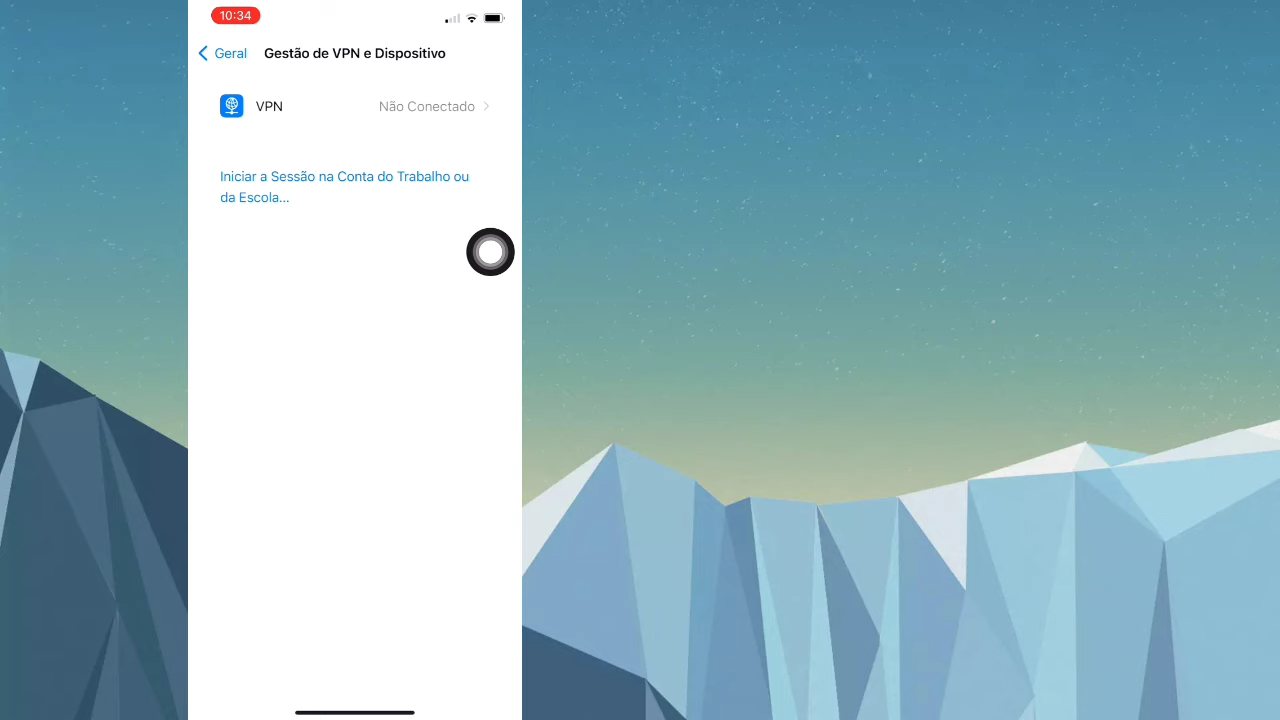 10:34
Geral
Gestão de VPN e Dispositivo
VPN
Não Conectado
Iniciar a Sessão na Conta do Trabalho ou
da Escola...